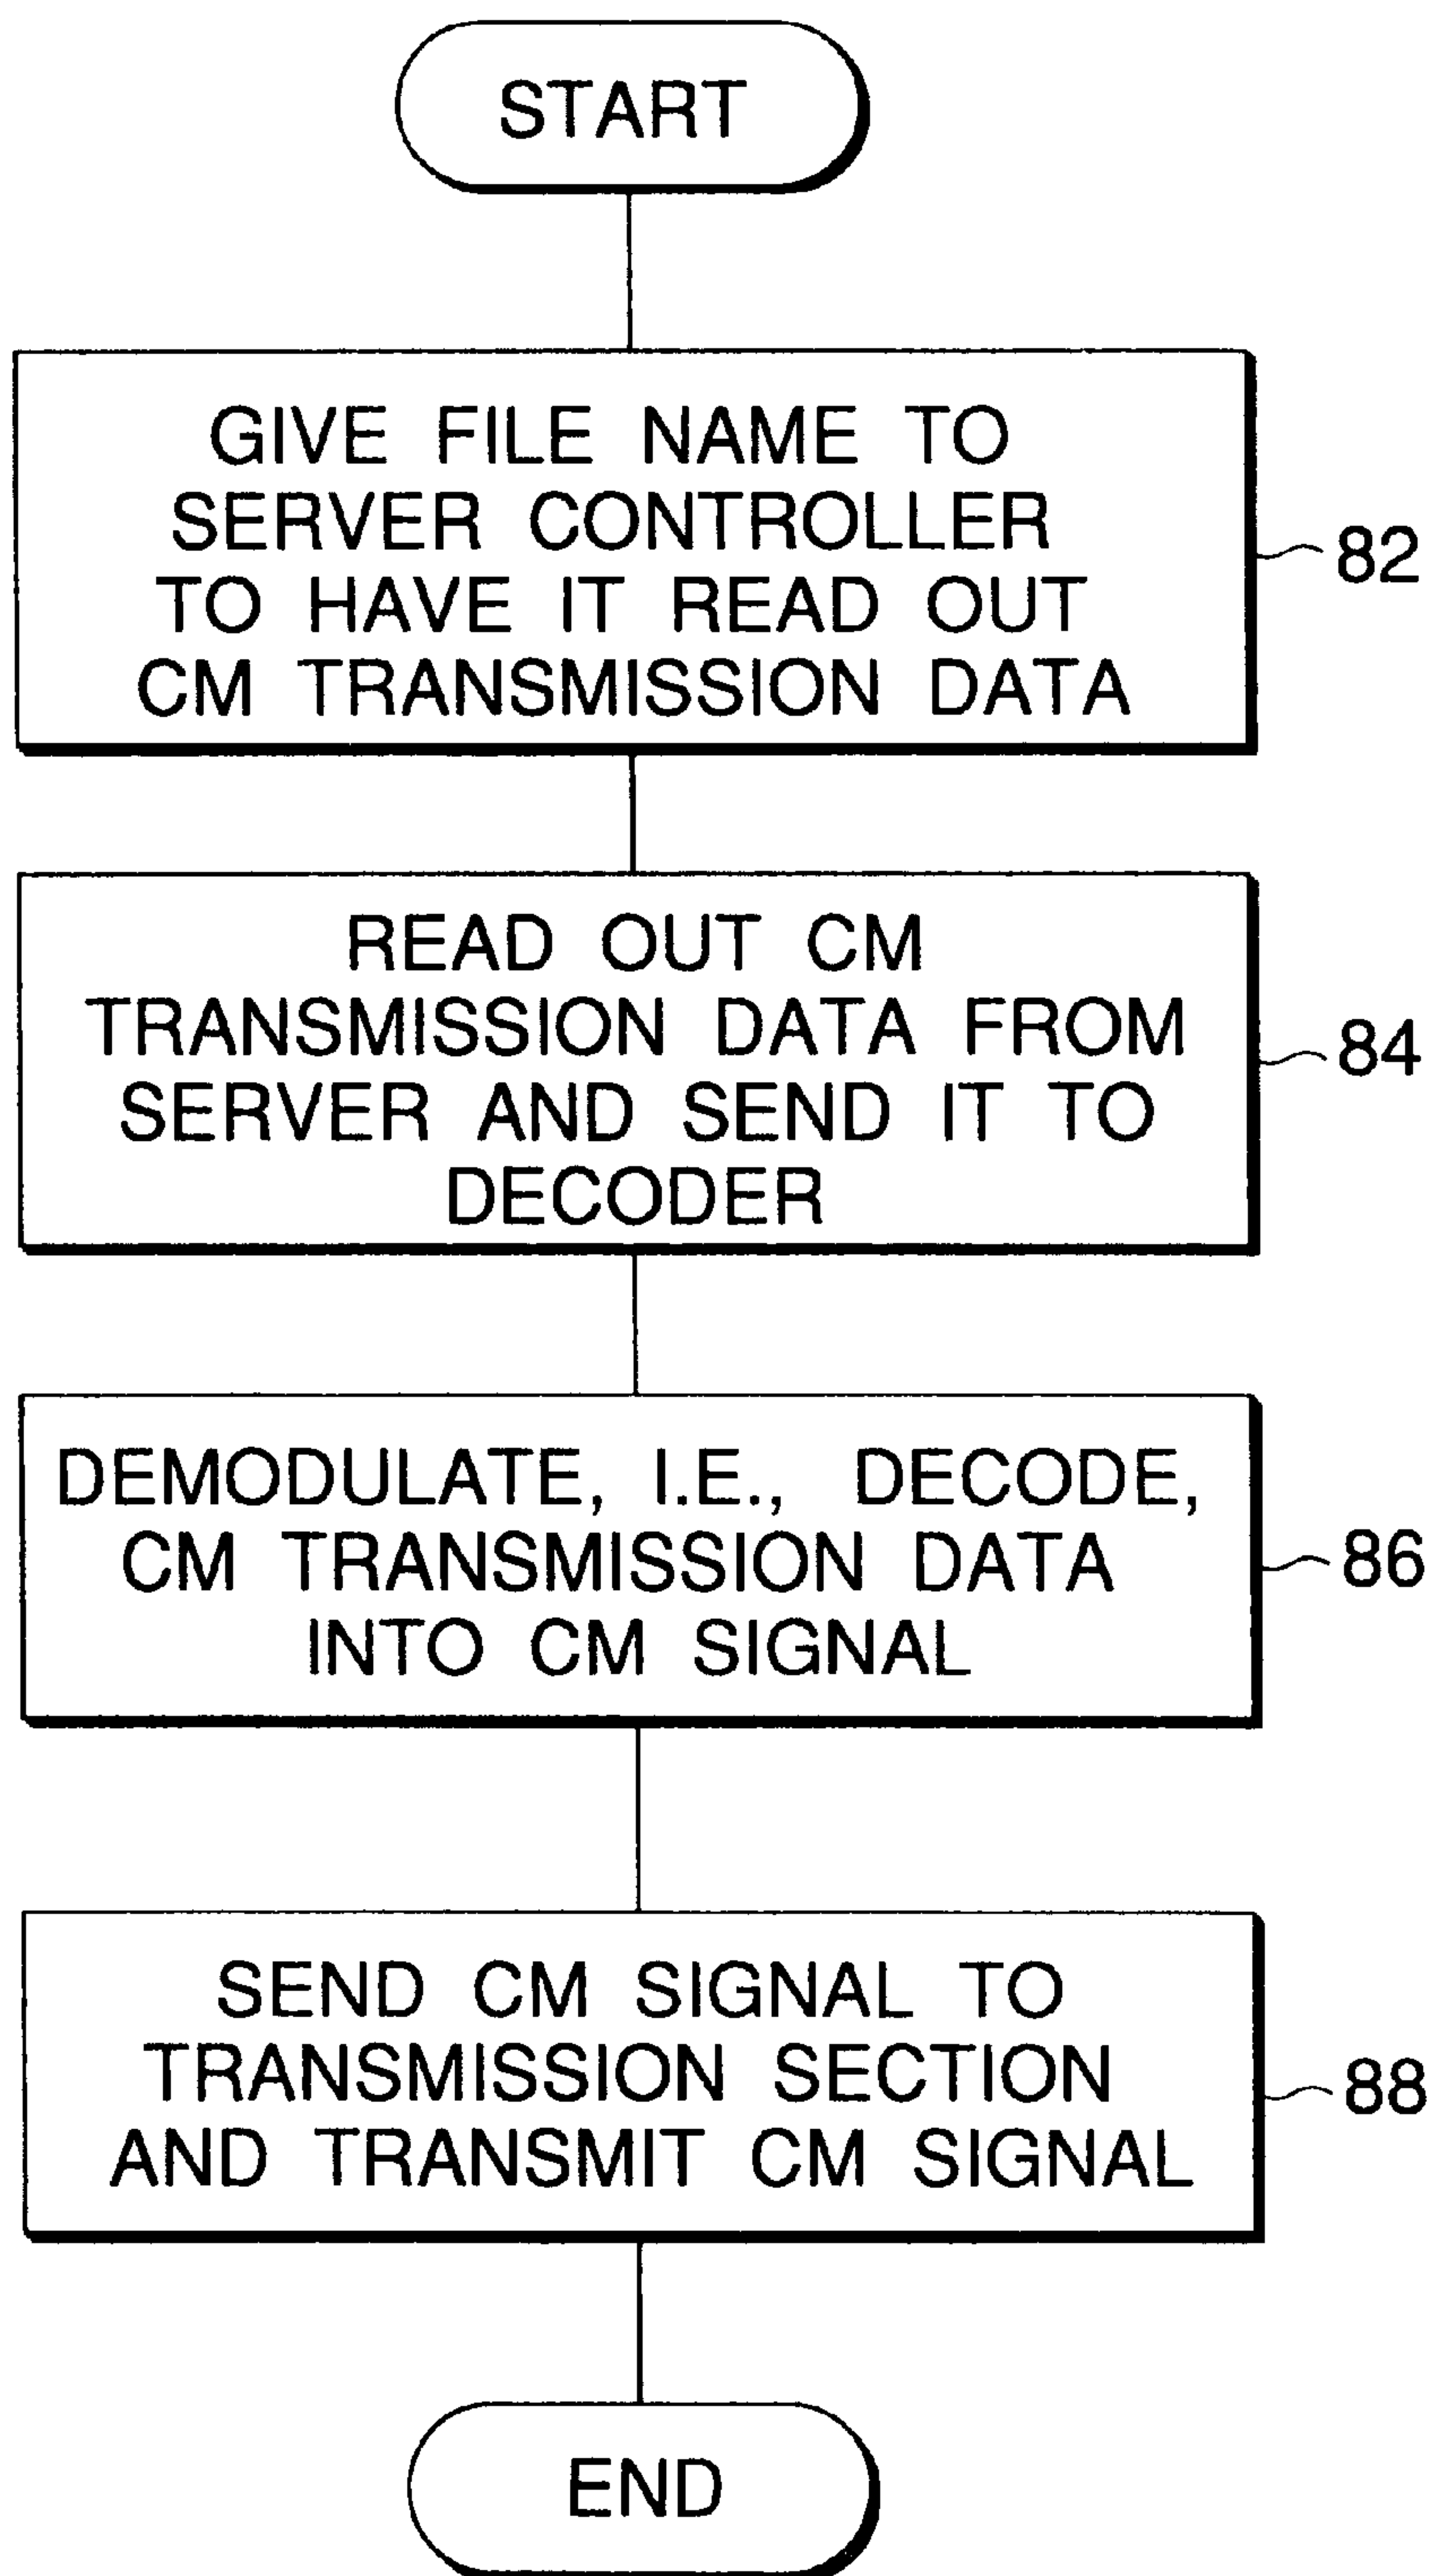 START
GIVE FILE NAME TO
SERVER CONTROLLER
TO HAVE IT READ OUT
CM TRANSMISSION DATA
82
READ OUT CM
TRANSMISSION DATA FROM
SERVER AND SEND IT TO
DECODER
84
DEMODULATE, I.E., DECODE,
CM TRANSMISSION DATA
INTO CM SIGNAL
86
SEND CM SIGNAL TO
TRANSMISSION SECTION
AND TRANSMIT CM SIGNAL
88
END